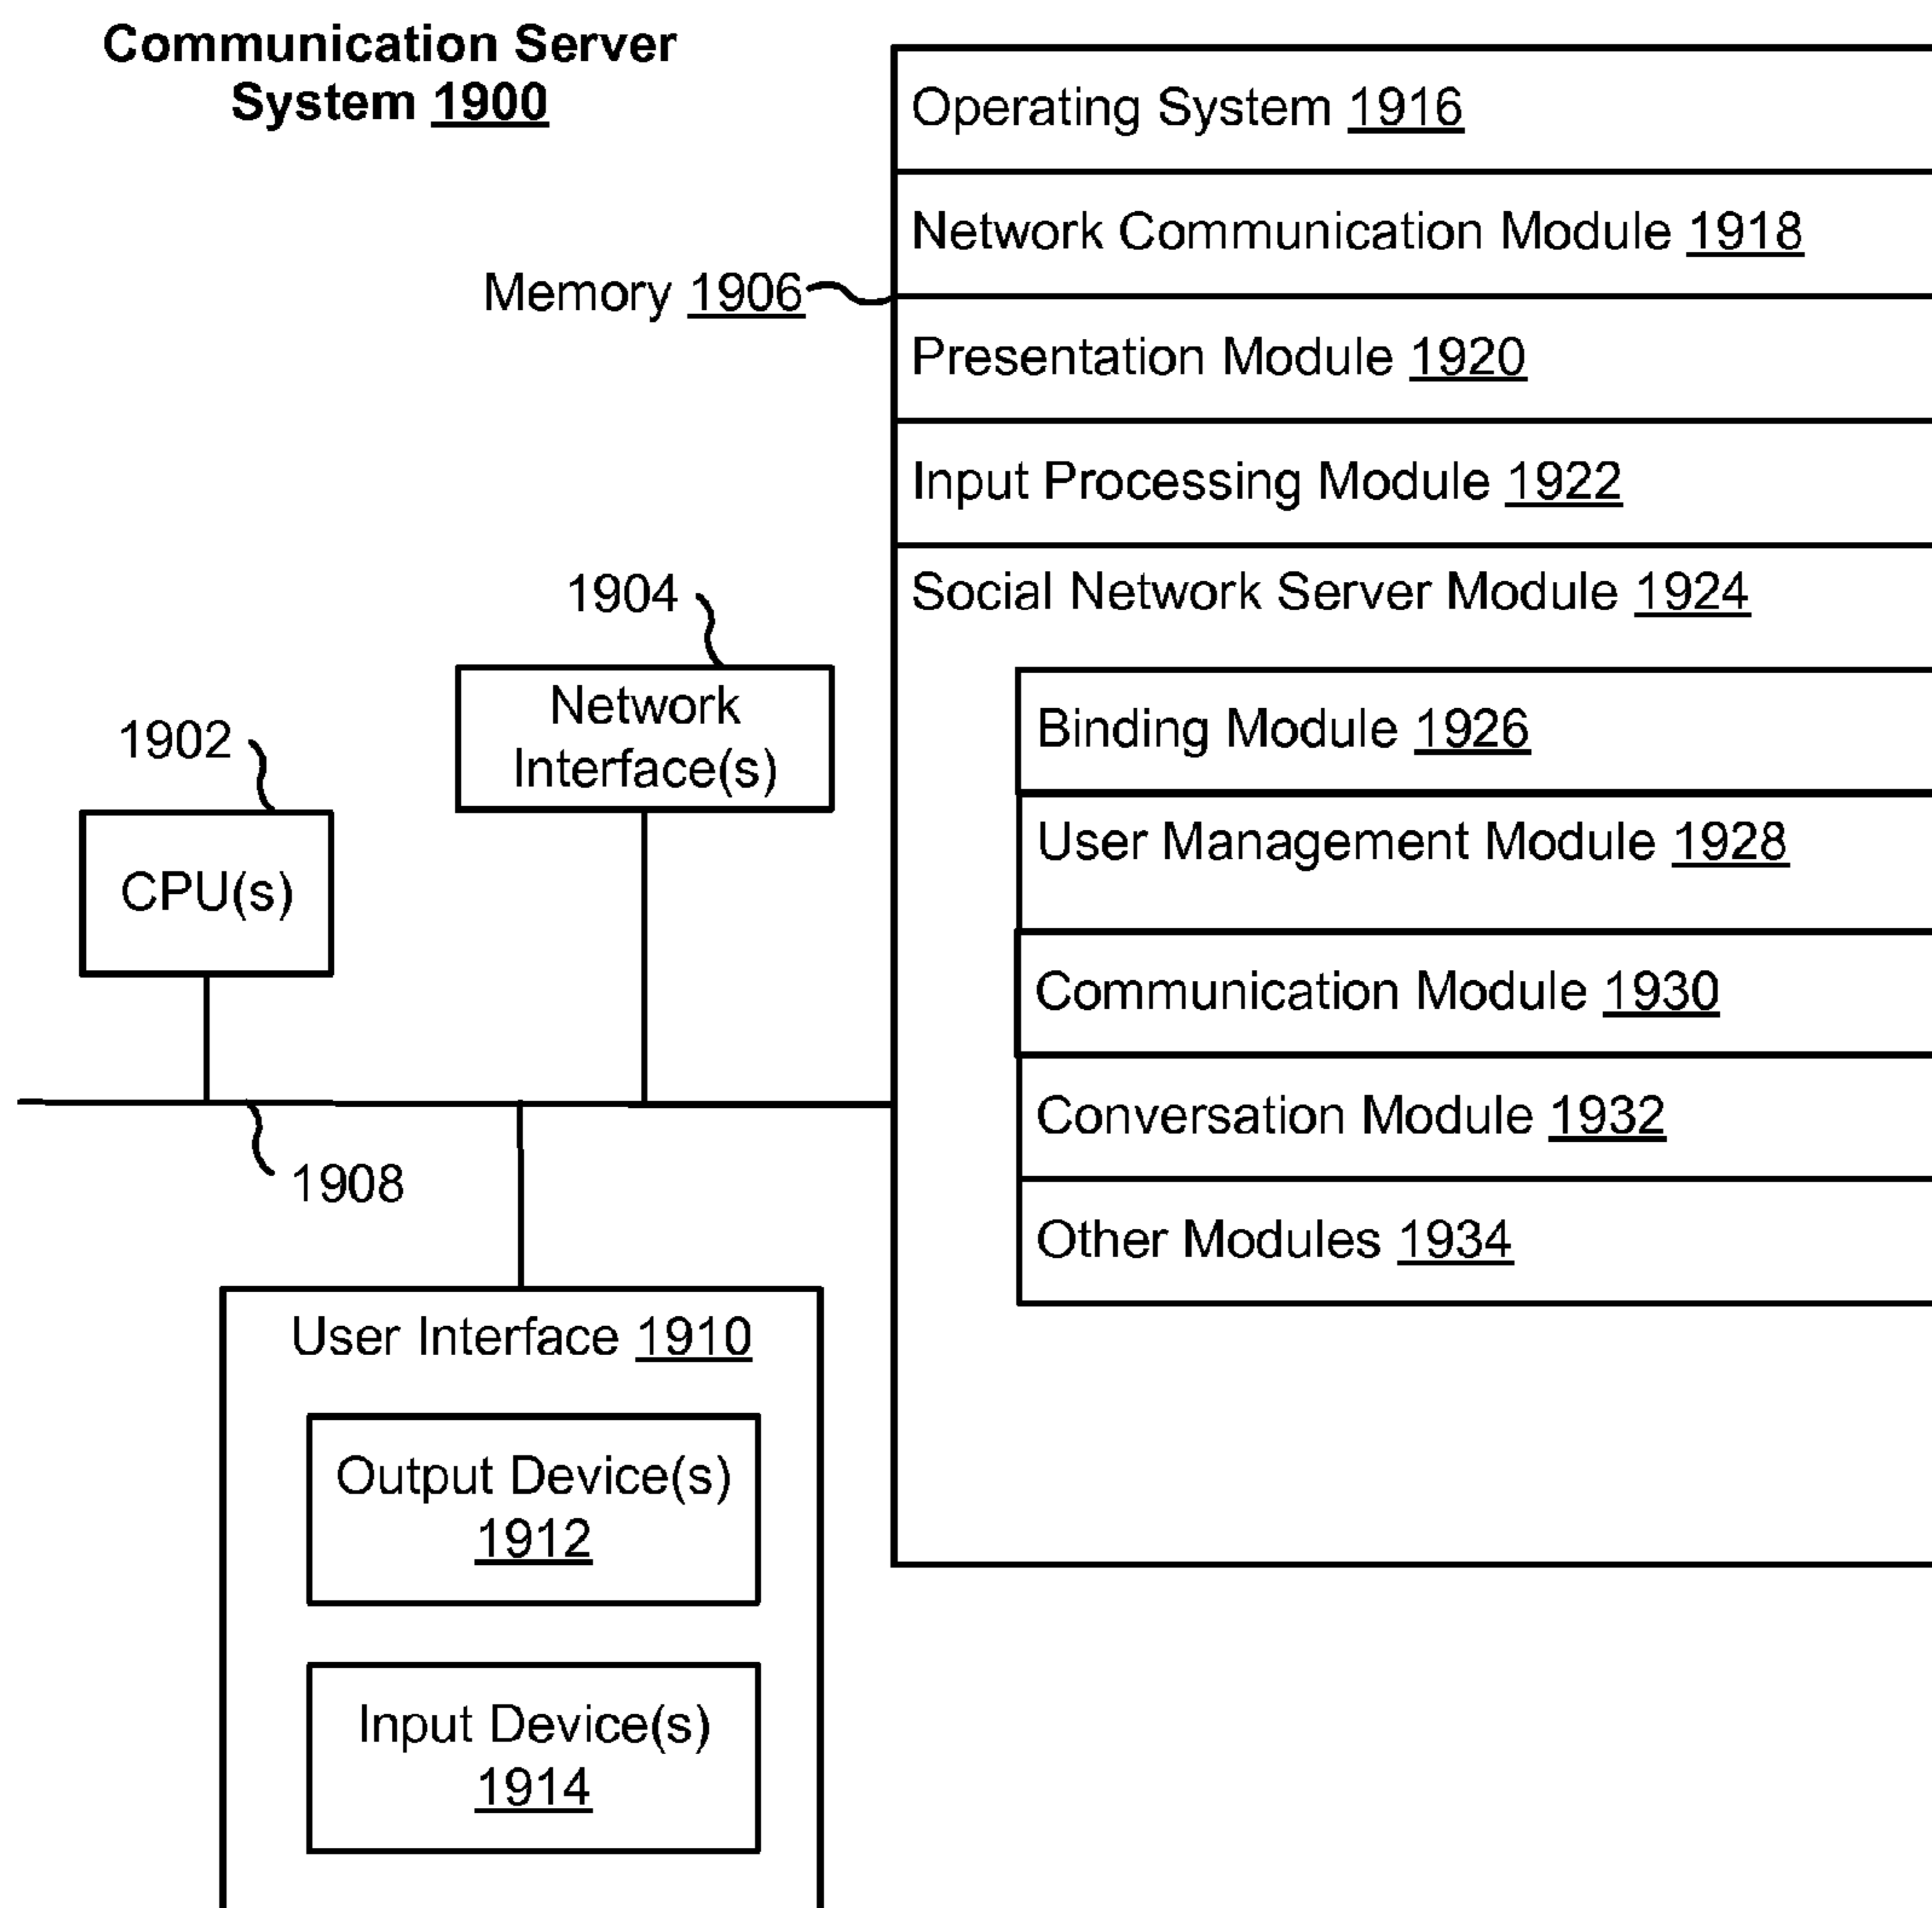 Communication Server
System 1900
Operating System 1916
Network Communication Module 1918
Memory 1906
Presentation Module 1920
Input Processing Module 1922
Social Network Server Module 1924
1904
Network
Interface(s)
1902
CPU(s)
Binding Module 1926
User Management Module 1928
Communication Module 1930
Conversation Module 1932
Other Modules 1934
1908
User Interface 1910
Output Device(s)
1912
Input Device(s)
1914